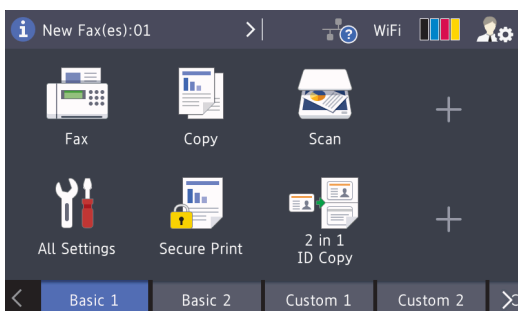 New Fax(es):01
WiFi
Fax
Copy
Scan
All Settings
Secure Print
2 in 1
ID Copy
Basic 1
Basic 2
Custom 1
Custom 2